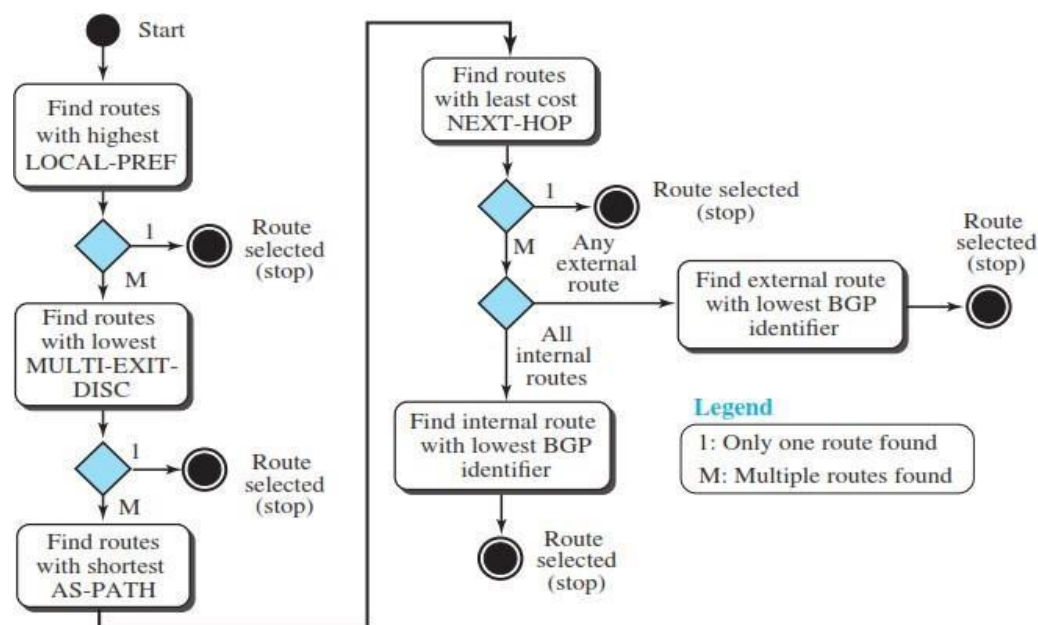 Start
Find routes
with highest
LOCAL-PREF
1
Route
selected
(stop)
M
Find routes
with lowest
MULTI-EXIT-
DISC
1
Route
selected
(stop)
M
Find routes
with shortest
AS-PATH
Find routes
with least cost
NEXT-HOP
1
Route selected
(stop)
M
Any
external
route
Find external route
with lowest BGP
identifier
Route
selected
(stop)
All
internal
routes
Find internal route
with lowest BGP
identifier
Route
selected
(stop)
Legend
1: Only one route found
M: Multiple routes found